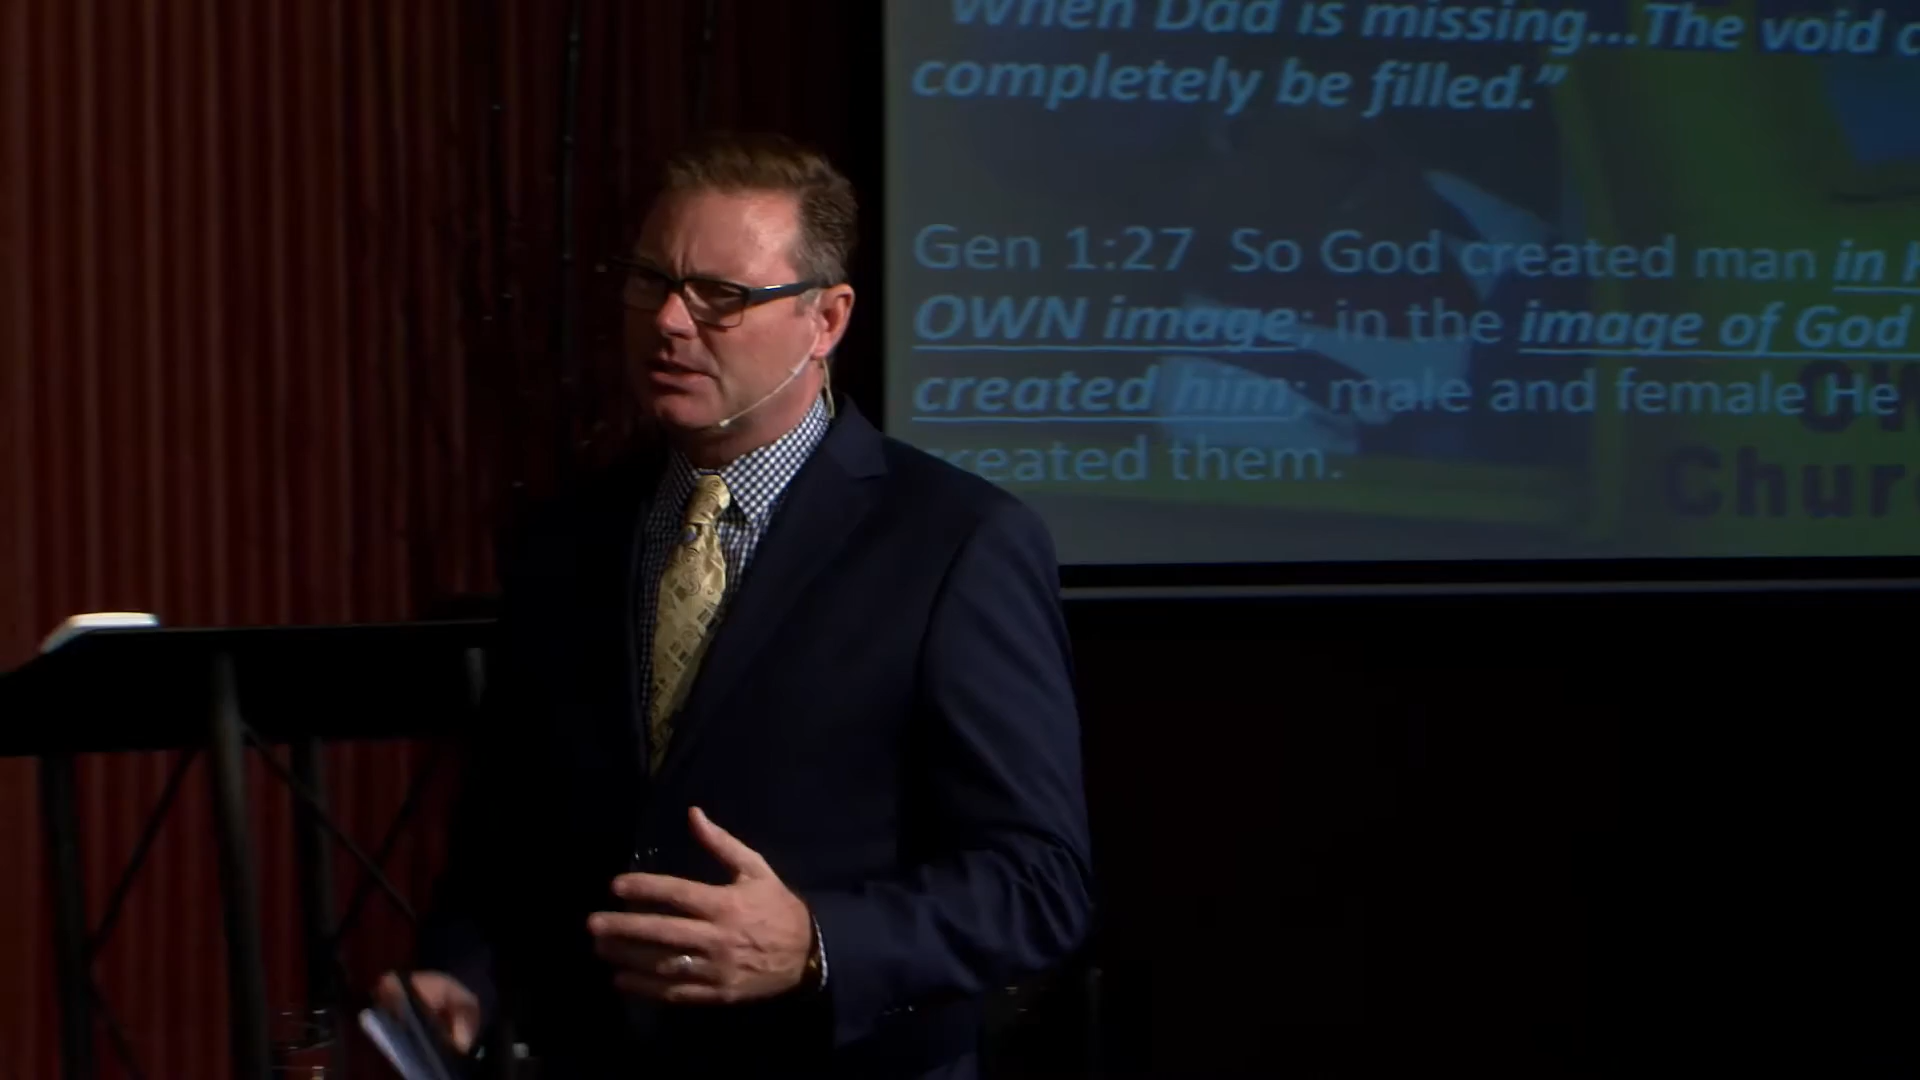 When Dad is missing...The void
completely be filled.”
Gen 1:27 So God created man in
OWN image; in the image of God
created him; male and female He
created them.
Chur